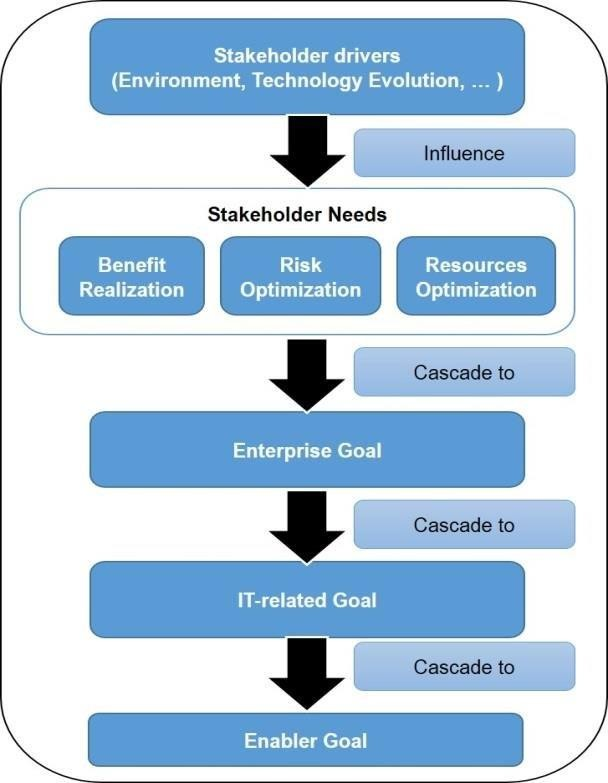 Stakeholder drivers
(Environment, Technology Evolution, ... )
Influence
Stakeholder Needs
Benefit
Realization
Risk
Optimization
Resources
Optimization
Cascade to
Enterprise Goal
Cascade to
IT-related Goal
Cascade to
Enabler Goal